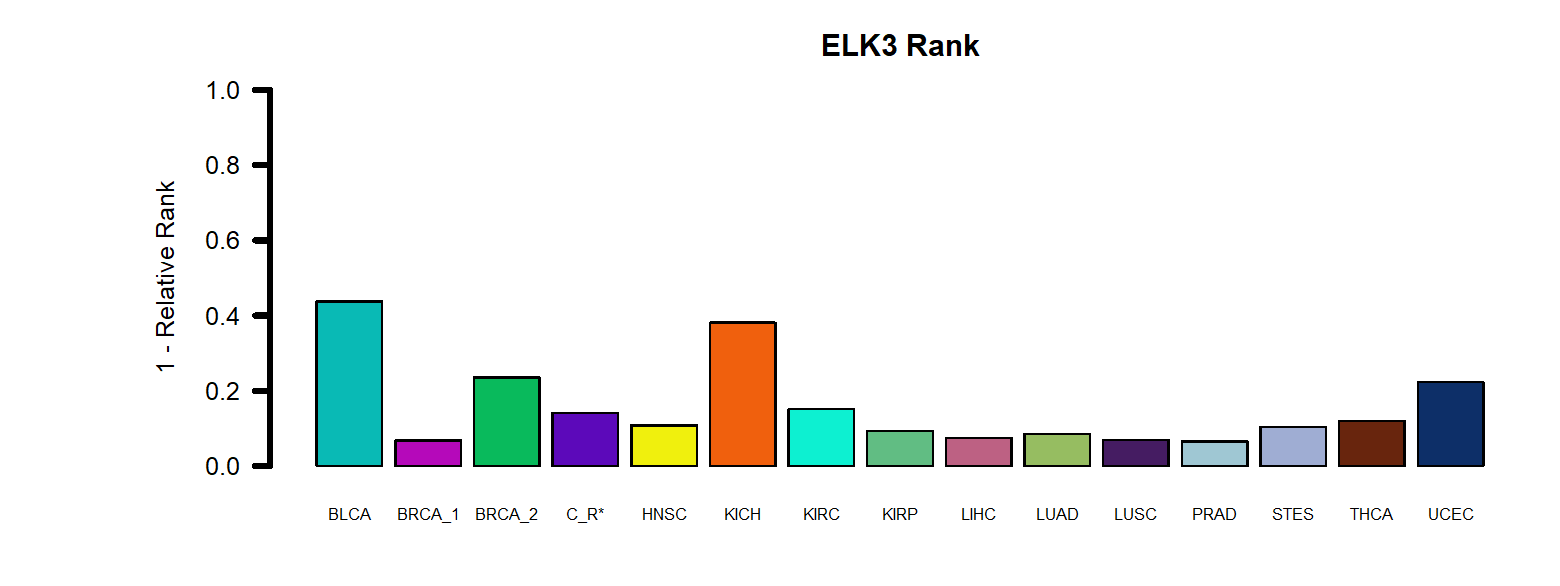 ELK3 Rank
1 - Relative Rank
1.0
0.8
0.6
0.4
0.2
0.0
BLCA BRCA_1 BRCA_2 C_R* HNSC KICH KIRC KIRP LIHC LUAD LUSC PRAD STES THCA UCEC